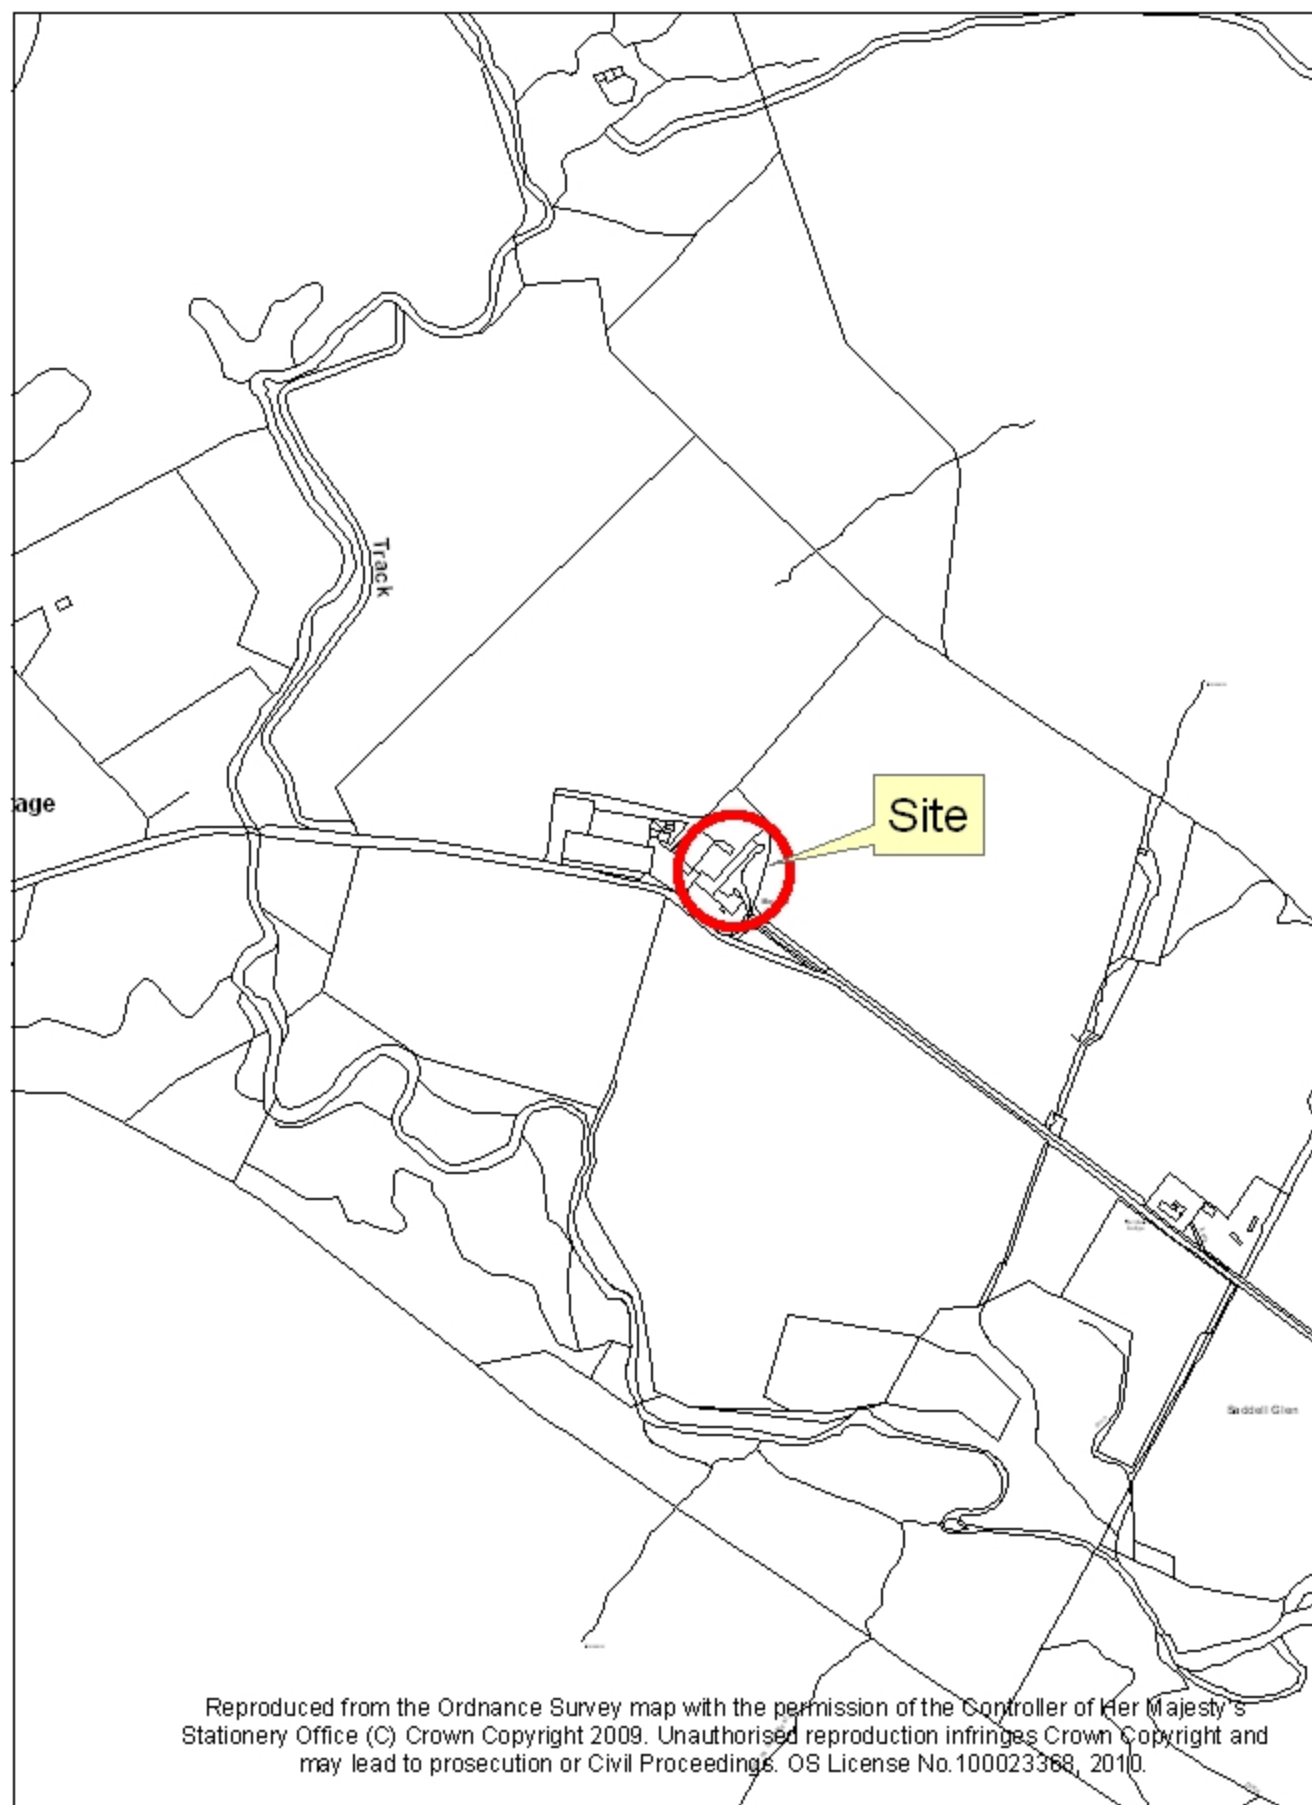 Track
age
Site
Saddell Glen
Reproduced from the Ordnance Survey map with the permission of the Controller of Her Majesty's
Stationery Office (C) Crown Copyright 2009. Unauthorised reproduction infringes Crown Copyright and
may lead to prosecution or Civil Proceedings. OS License No.100023368, 2010.